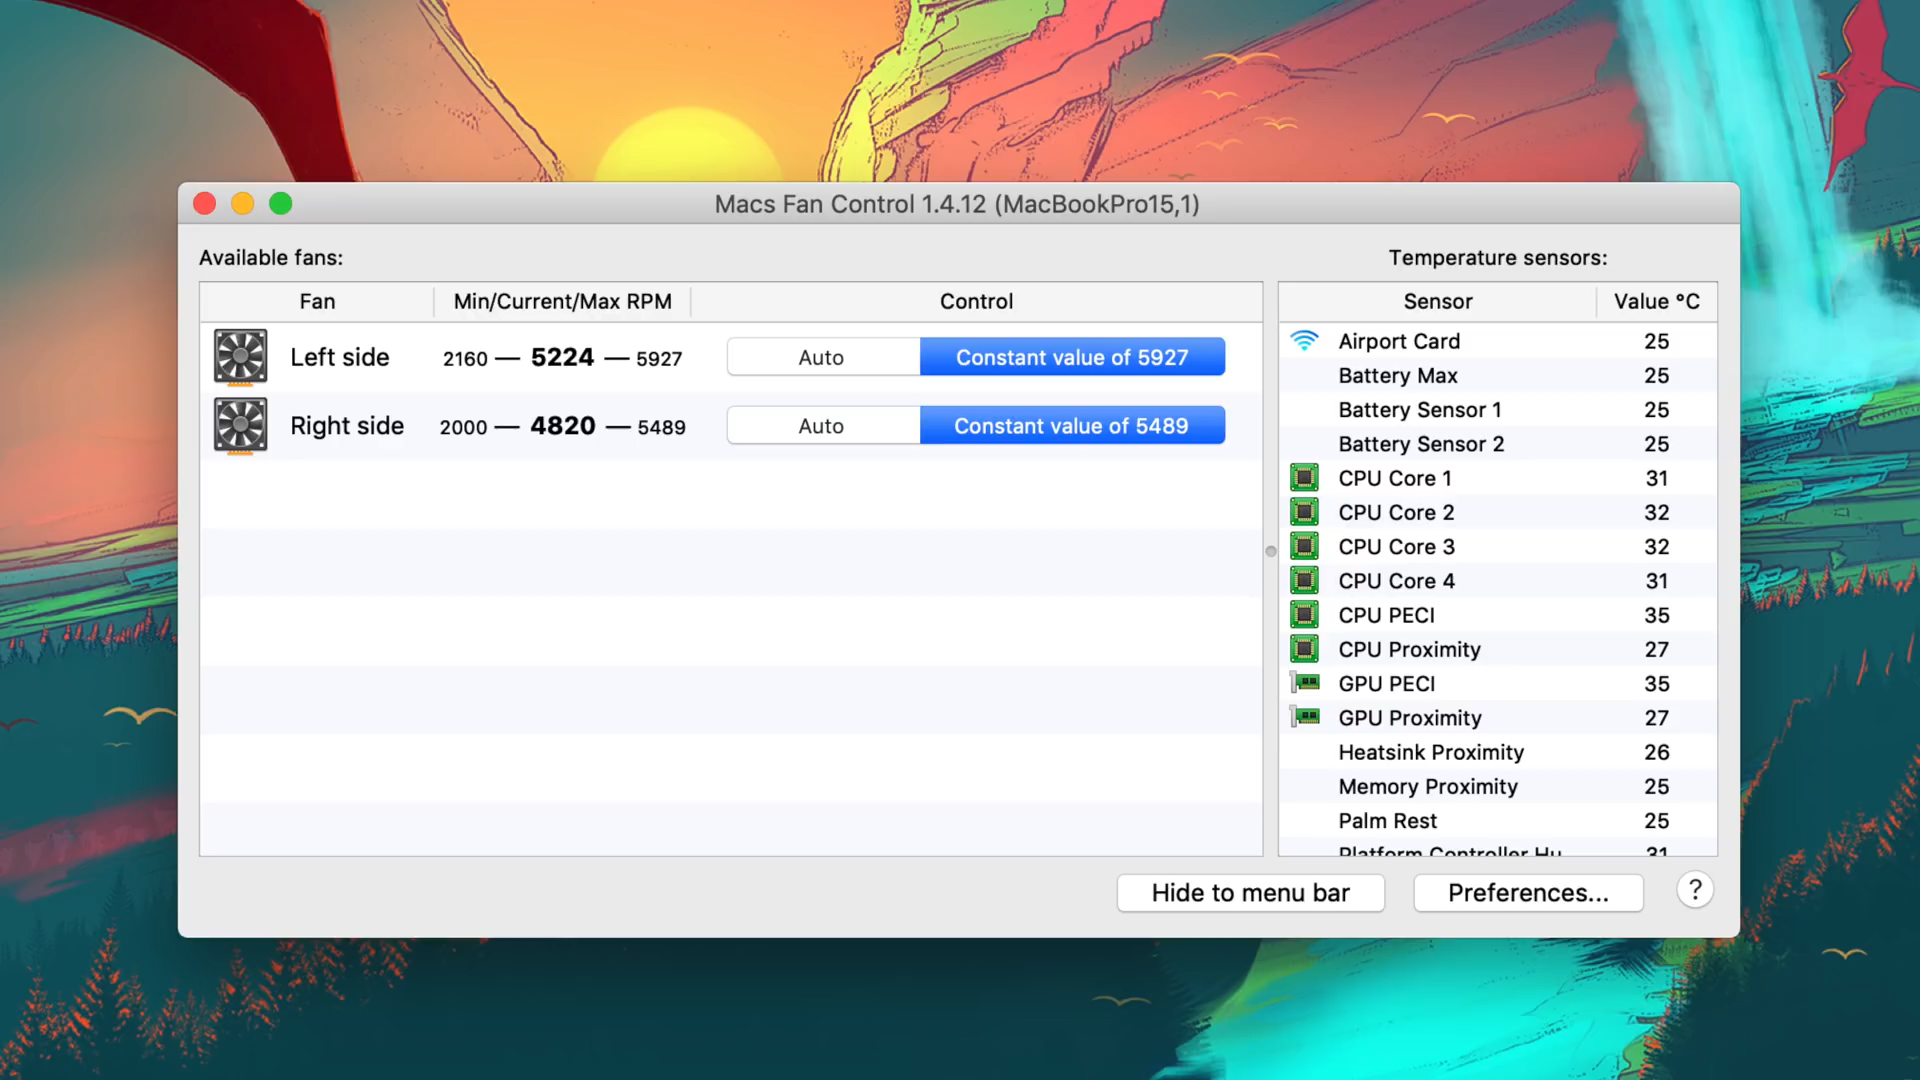 Macs Fan Control 1.4.12 (MacBookPro15,1)
Available fans:
Fan Min/Current/Max RPM Control
Left side 2160 — 5224 — 5927 Auto Constant value of 5927
Right side 2000 — 4820 — 5489 Auto Constant value of 5489
Temperature sensors:
Sensor Value °C
Airport Card 25
Battery Max 25
Battery Sensor 1 25
Battery Sensor 2 25
CPU Core 1 31
CPU Core 2 32
CPU Core 3 32
CPU Core 4 31
CPU PECI 35
CPU Proximity 27
GPU PECI 35
GPU Proximity 27
Heatsink Proximity 26
Memory Proximity 25
Palm Rest 25
Platform Controller Hu 31
Hide to menu bar Preferences... ?